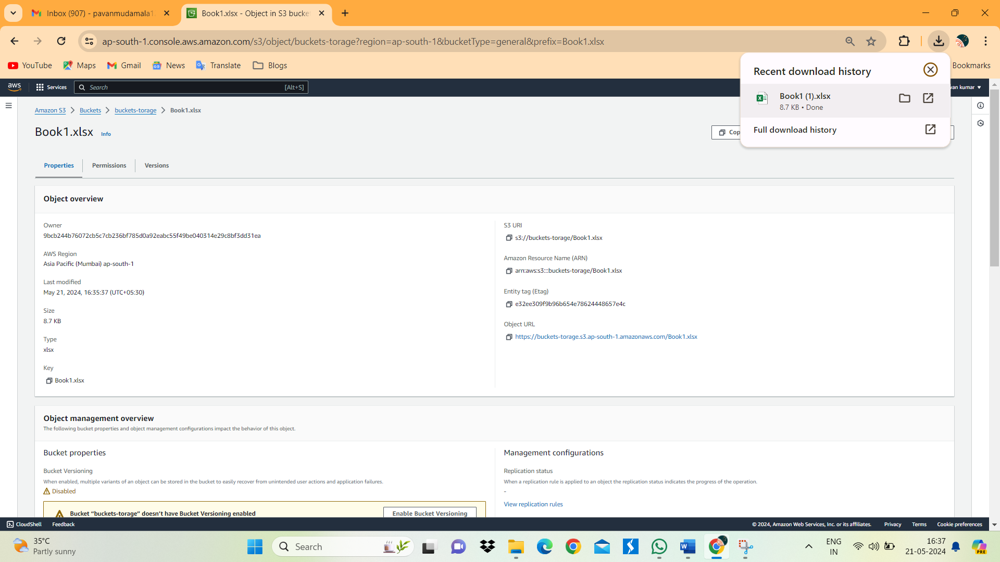 Inbox (907) - pavanmudamala1
Book1.xlsx - Object in S3 bucke
ap-south-1.console.aws.amazon.com/s3/object/buckets-torage?region=ap-south-1&bucketType=general&prefix=Book1.xlsx
YouTube Maps Gmail News Translate Blogs
Bookmarks
Recent download history
Book1 (1).xlsx
8.7 KB • Done
Full download history
aws Services Search [Alt+S]
van kumar
Amazon S3 > Buckets > buckets-torage > Book1.xlsx
Book1.xlsx Info
Cop
Properties Permissions Versions
Object overview
Owner
9bcb244b76072cb5c7cb236bf785d0a92eabc55f49be040314e29c8bf3dd31ea
AWS Region
Asia Pacific (Mumbai) ap-south-1
Last modified
May 21, 2024, 16:35:37 (UTC+05:30)
Size
8.7 KB
Type
xlsx
Key
Book1.xlsx
S3 URI
s3://buckets-torage/Book1.xlsx
Amazon Resource Name (ARN)
arn:aws:s3:::buckets-torage/Book1.xlsx
Entity tag (Etag)
e32ee309f9b96b654e78624448657e4c
Object URL
https://buckets-torage.s3.ap-south-1.amazonaws.com/Book1.xlsx
Object management overview
The following bucket properties and object management configurations impact the behavior of this object.
Bucket properties
Bucket Versioning
When enabled, multiple variants of an object can be stored in the bucket to easily recover from unintended user actions and application failures.
Disabled
Bucket “buckets-torage” doesn’t have Bucket Versioning enabled
Enable Bucket Versioning
Management configurations
Replication status
When a replication rule is applied to an object the replication status indicates the progress of the operation.
-
View replication rules
CloudShell Feedback
© 2024, Amazon Web Services, Inc. or its affiliates. Privacy Terms Cookie preferences
35°C
Partly sunny
Search
ENG
IN
16:37
21-05-2024
PRE